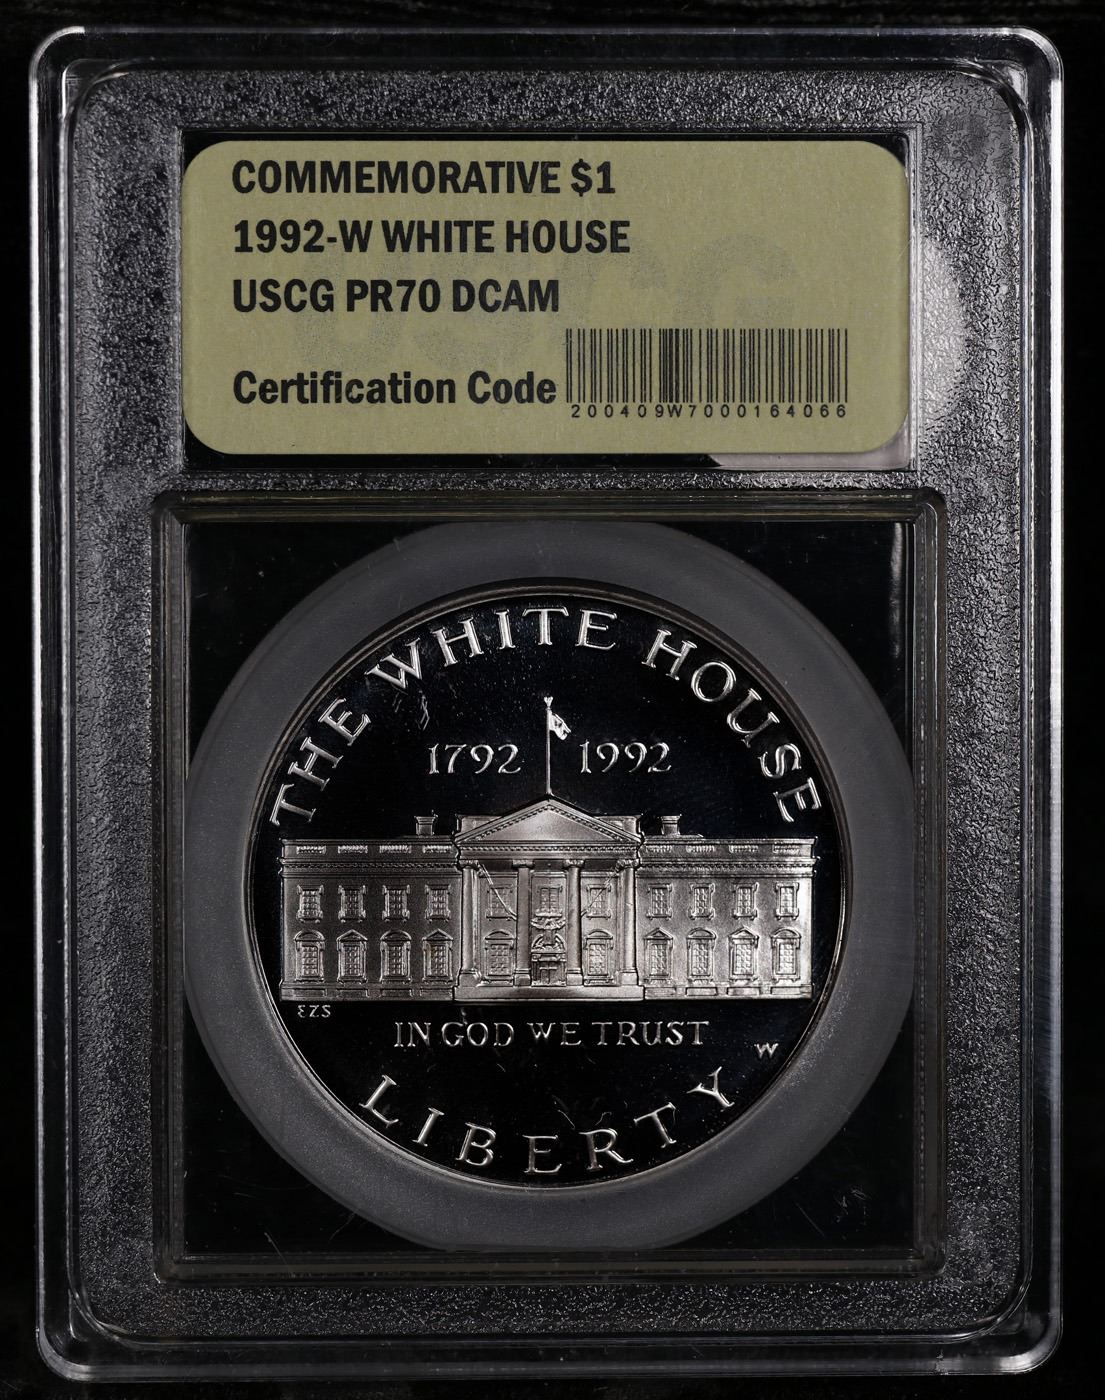 COMMEMORATIVE $1
1992-W WHITE HOUSE
USCG PR70 DCAM
Certification Code
200409W7000164066
THE WHITE HOUSE
1792 1992
EZS
IN GOD WE TRUST
W
LIBERTY